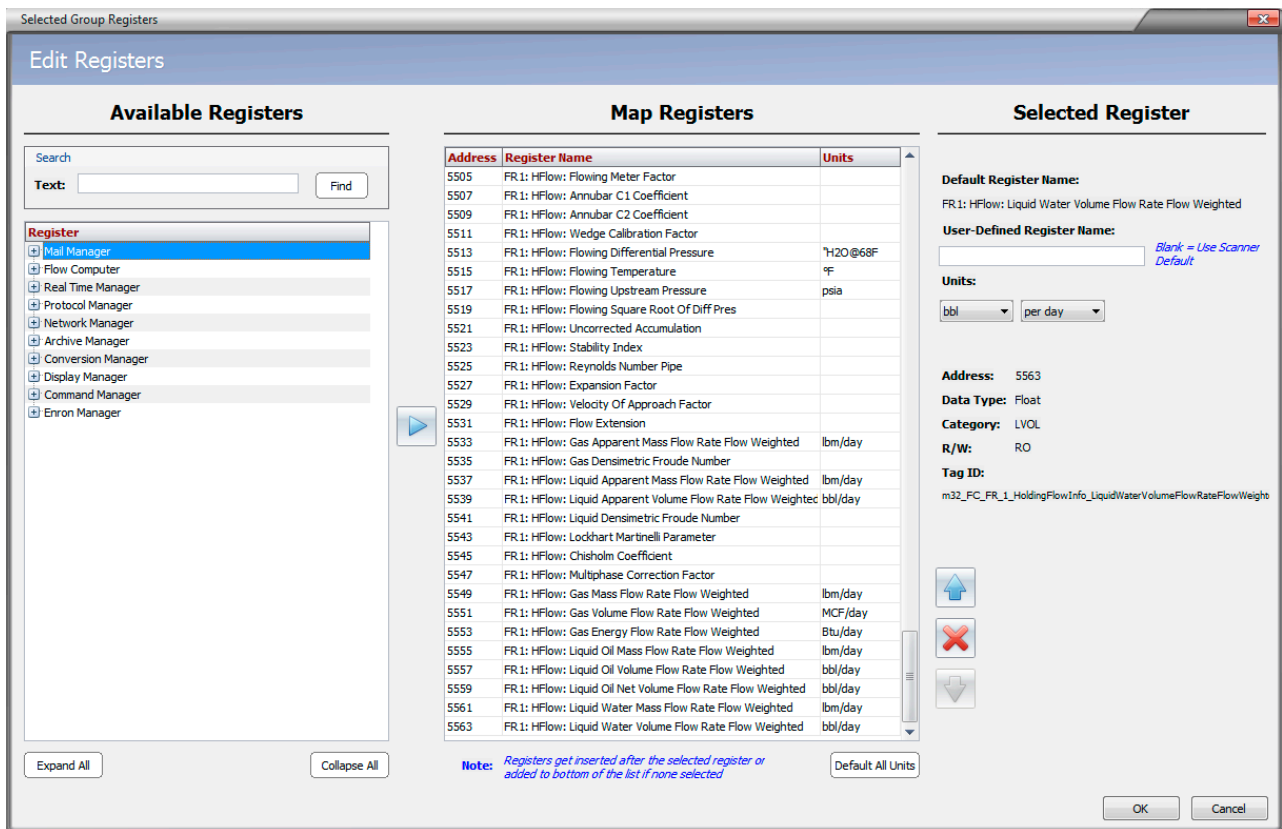 Selected Group Registers
Edit Registers
Available Registers
Search
Text:
Find
Register
Mail Manager
Flow Computer
Real Time Manager
Protocol Manager
Network Manager
Archive Manager
Conversion Manager
Display Manager
Command Manager
Enron Manager
Expand All
Collapse All
Map Registers
Address Register Name Units
5505 FR1: HFlow: Flowing Meter Factor
5507 FR1: HFlow: Annubar C1 Coefficient
5509 FR1: HFlow: Annubar C2 Coefficient
5511 FR1: HFlow: Wedge Calibration Factor
5513 FR1: HFlow: Flowing Differential Pressure "H2O@68F
5515 FR1: HFlow: Flowing Temperature °F
5517 FR1: HFlow: Flowing Upstream Pressure psia
5519 FR1: HFlow: Flowing Square Root Of Diff Pres
5521 FR1: HFlow: Uncorrected Accumulation
5523 FR1: HFlow: Stability Index
5525 FR1: HFlow: Reynolds Number Pipe
5527 FR1: HFlow: Expansion Factor
5529 FR1: HFlow: Velocity Of Approach Factor
5531 FR1: HFlow: Flow Extension
5533 FR1: HFlow: Gas Apparent Mass Flow Rate Flow Weighted lbm/day
5535 FR1: HFlow: Gas Densimetric Froude Number
5537 FR1: HFlow: Liquid Apparent Mass Flow Rate Flow Weighted lbm/day
5539 FR1: HFlow: Liquid Apparent Volume Flow Rate Flow Weighted bbl/day
5541 FR1: HFlow: Liquid Densimetric Froude Number
5543 FR1: HFlow: Lockhart Martinelli Parameter
5545 FR1: HFlow: Chisholm Coefficient
5547 FR1: HFlow: Multiphase Correction Factor
5549 FR1: HFlow: Gas Mass Flow Rate Flow Weighted lbm/day
5551 FR1: HFlow: Gas Volume Flow Rate Flow Weighted MCF/day
5553 FR1: HFlow: Gas Energy Flow Rate Flow Weighted Btu/day
5555 FR1: HFlow: Liquid Oil Mass Flow Rate Flow Weighted lbm/day
5557 FR1: HFlow: Liquid Oil Volume Flow Rate Flow Weighted bbl/day
5559 FR1: HFlow: Liquid Oil Net Volume Flow Rate Flow Weighted bbl/day
5561 FR1: HFlow: Liquid Water Mass Flow Rate Flow Weighted lbm/day
5563 FR1: HFlow: Liquid Water Volume Flow Rate Flow Weighted bbl/day
Note: Registers get inserted after the selected register or
added to bottom of the list if none selected
Default All Units
Selected Register
Default Register Name:
FR1: HFlow: Liquid Water Volume Flow Rate Flow Weighted
User-Defined Register Name:
Blank = Use Scanner
Default
Units:
bbl per day
Address: 5563
Data Type: Float
Category: LVOL
R/W: RO
Tag ID:
m32_FC_FR_1_HoldingFlowInfo_LiquidWaterVolumeFlowRateFlowWeight
OK
Cancel